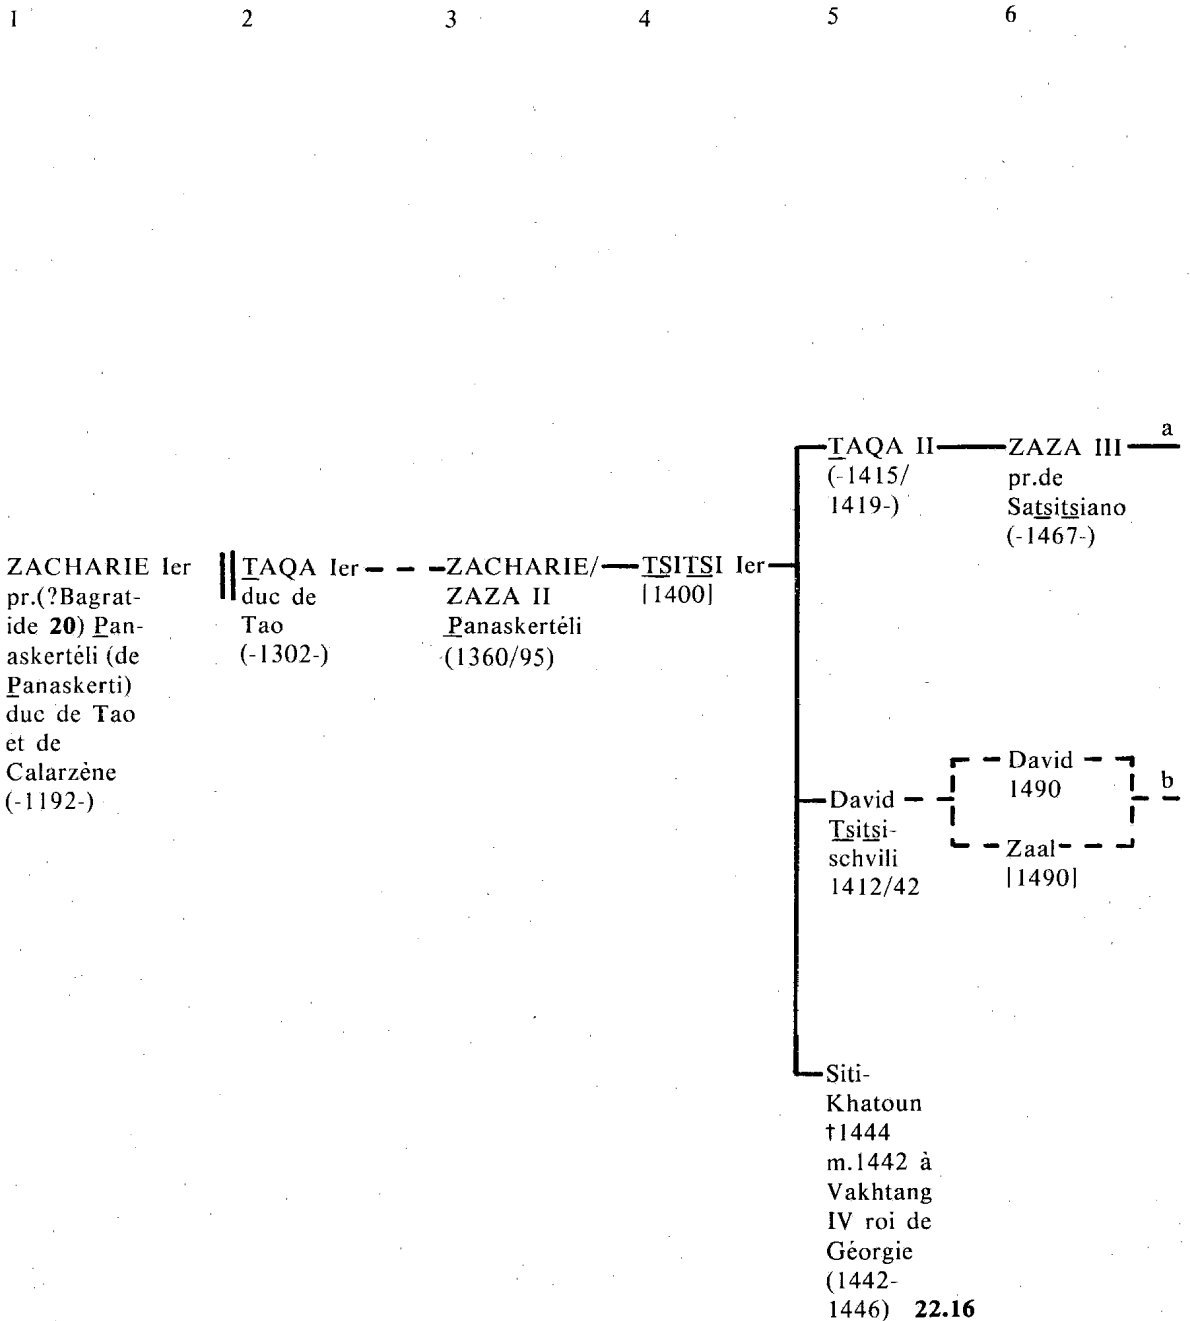 1 2 3 4 5 6
ZACHARIE Ier
pr.(?Bagrat-
ide 20) Pan-
askertéli (de
Panaskerti)
duc de Tao
et de
Calarzène
(-1192-)
TAQA Ier
duc de
Tao
(-1302-)
ZACHARIE/
ZAZA II
Panaskertéli
(1360/95)
TSITSI Ier
|1400|
TAQA II
(-1415/
1419-)
ZAZA III
pr.de
Satsitsiano
(-1467-)
a
David
Tsitsi-
schvili
1412/42
David
1490
Zaal
|1490|
b
Siti-
Khatoun
†1444
m.1442 à
Vakhtang
IV roi de
Géorgie
(1442-
1446) 22.16